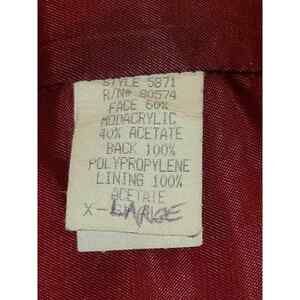 STYLE 5871
R/N# 80574
FACE 60%
MODACRYLIC
40% ACETATE
BACK 100%
POLYPROPYLENE
LINING 100%
ACETATE
X-LARGE